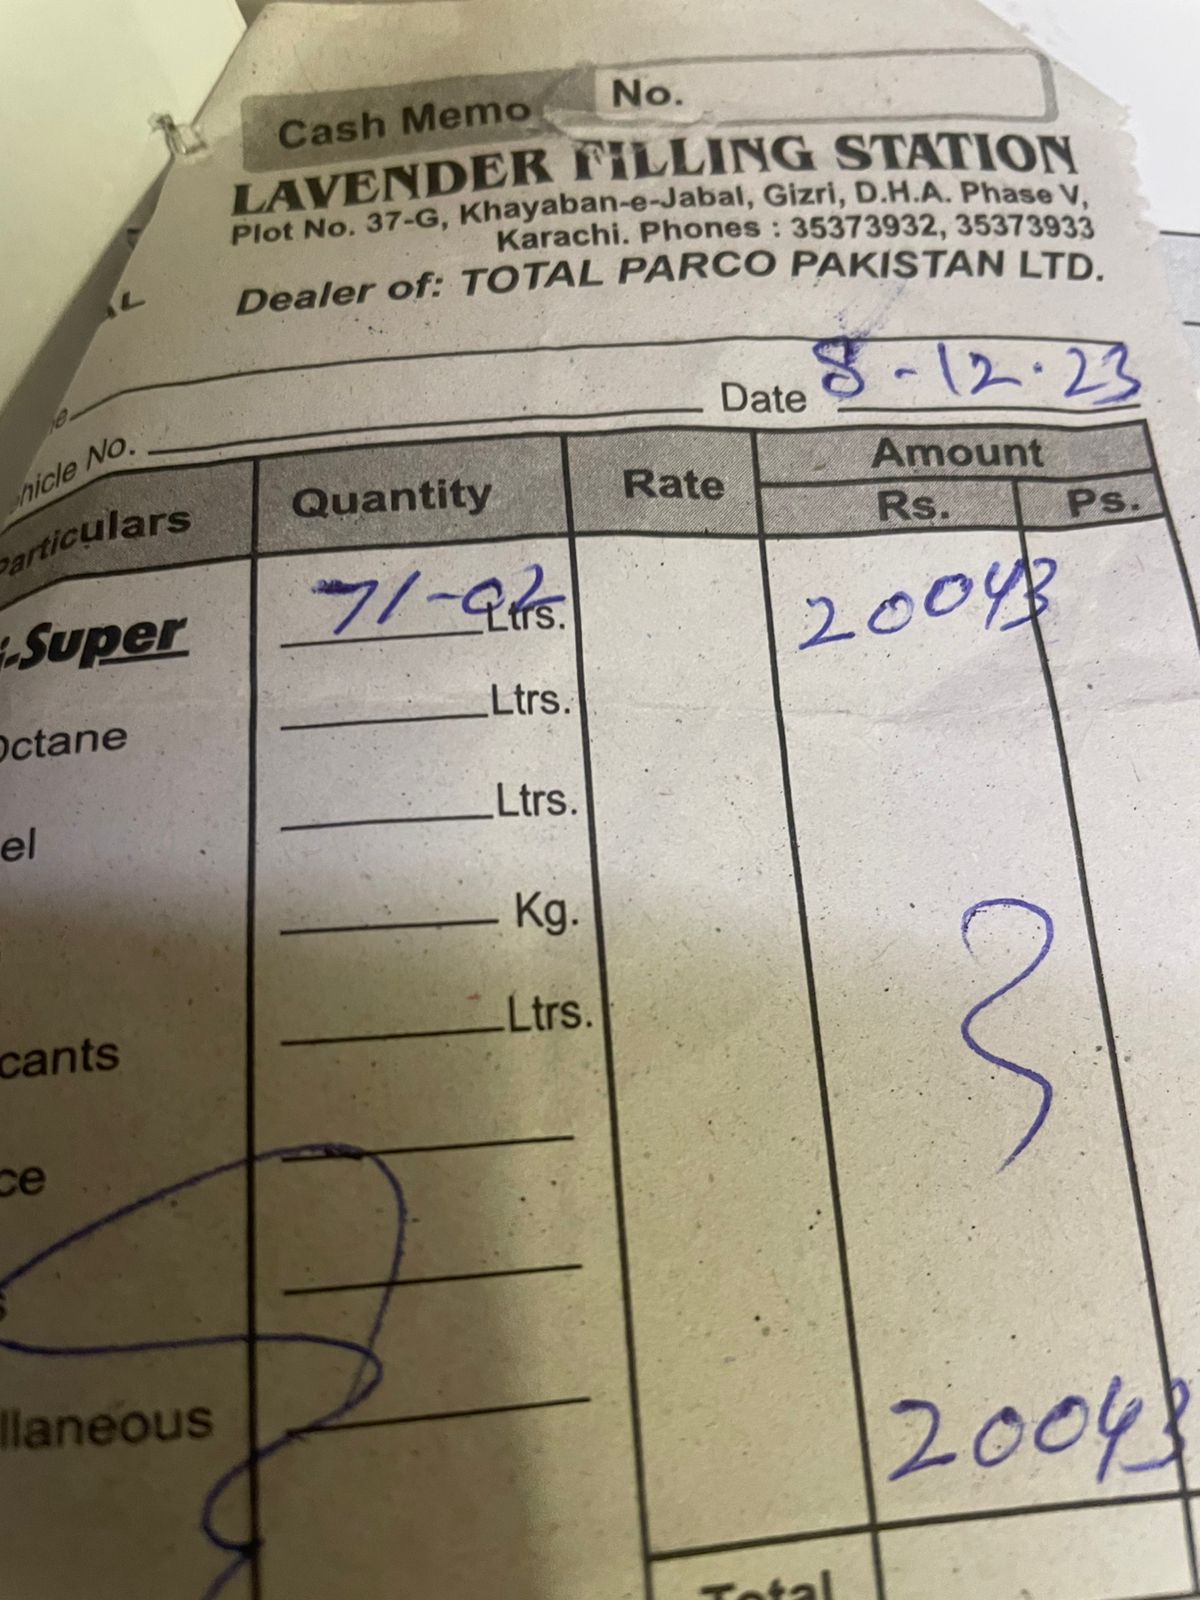 Cash Memo No.
LAVENDER FILLING STATION
Plot No. 37-G, Khayaban-e-Jabal, Gizri, D.H.A. Phase V,
Karachi. Phones : 35373932, 35373933
Dealer of: TOTAL PARCO PAKISTAN LTD.
Date 8-12.23
hicle No.
Particulars Quantity Rate Amount
Rs. Ps.
i-Super 71-02 Ltrs. 20043
Octane Ltrs.
el Ltrs.
Kg.
cants Ltrs.
ce
s
llaneous
20043
Total